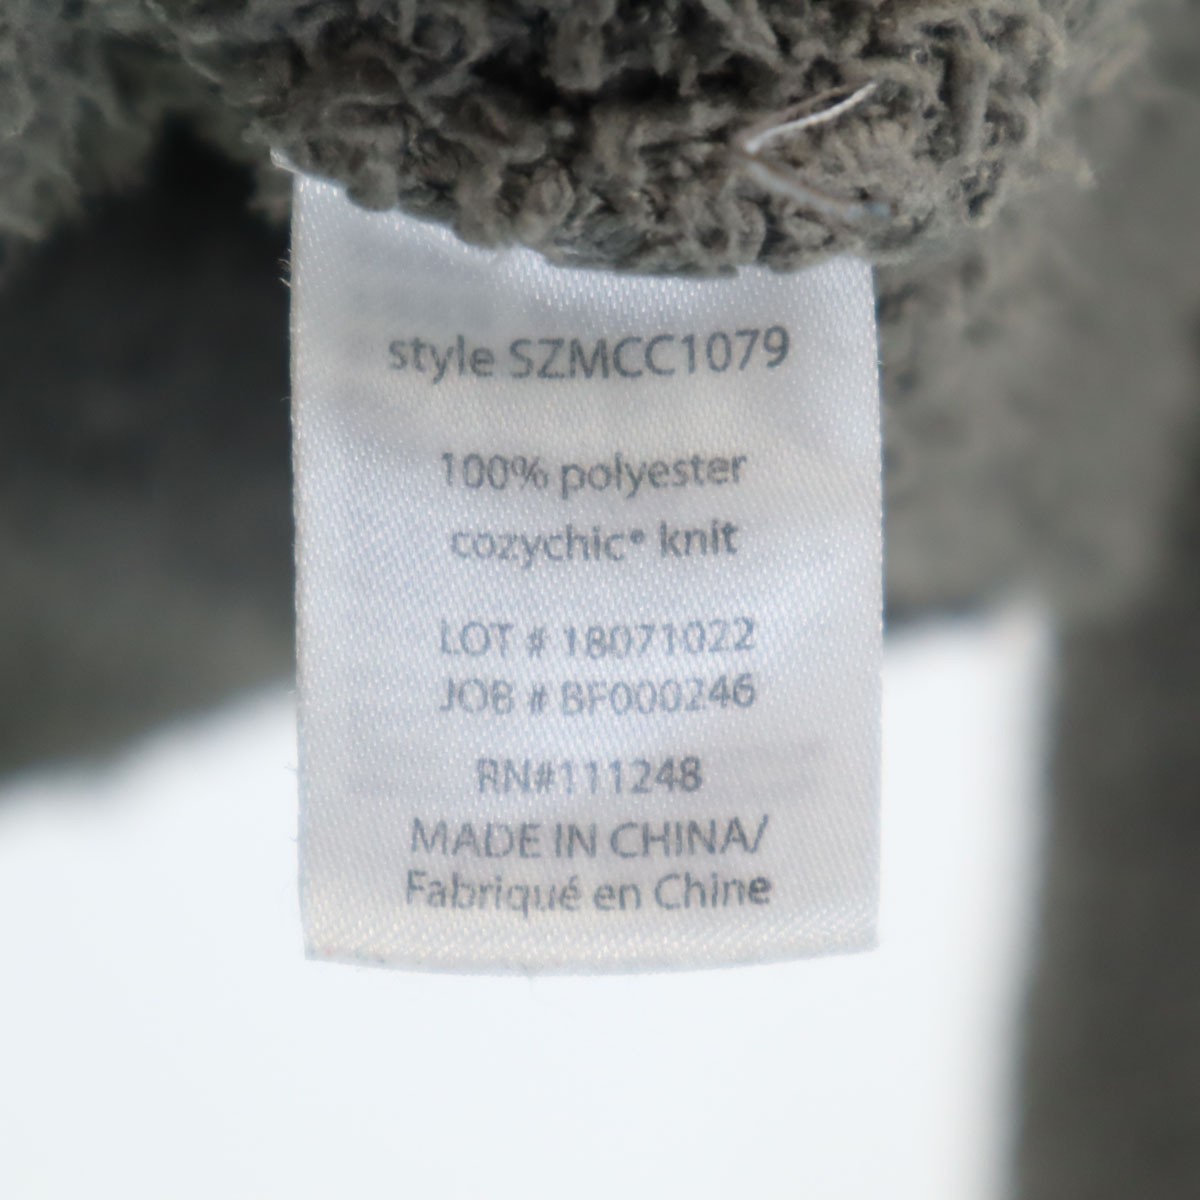 style SZMCC1079
100% polyester
cozychic® knit
LOT # 18071022
JOB # BF000246
RN#111248
MADE IN CHINA/
Fabriqué en Chine